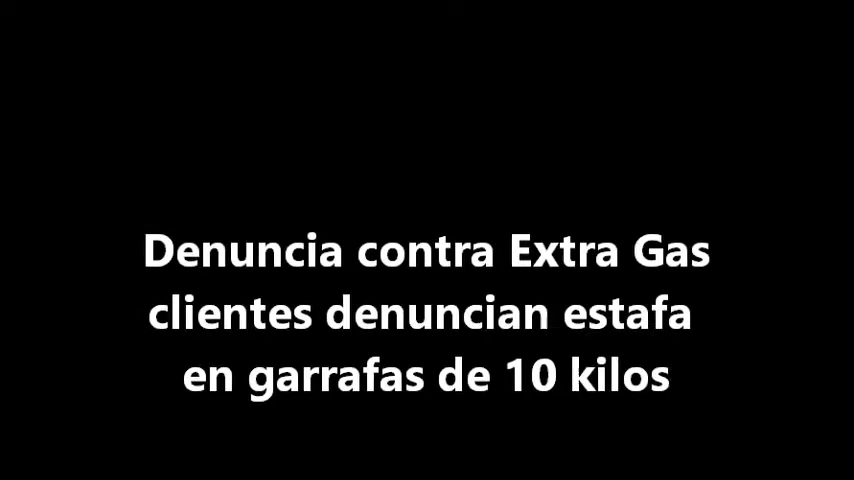 Denuncia contra Extra Gas
clientes denuncian estafa
en garrafas de 10 kilos